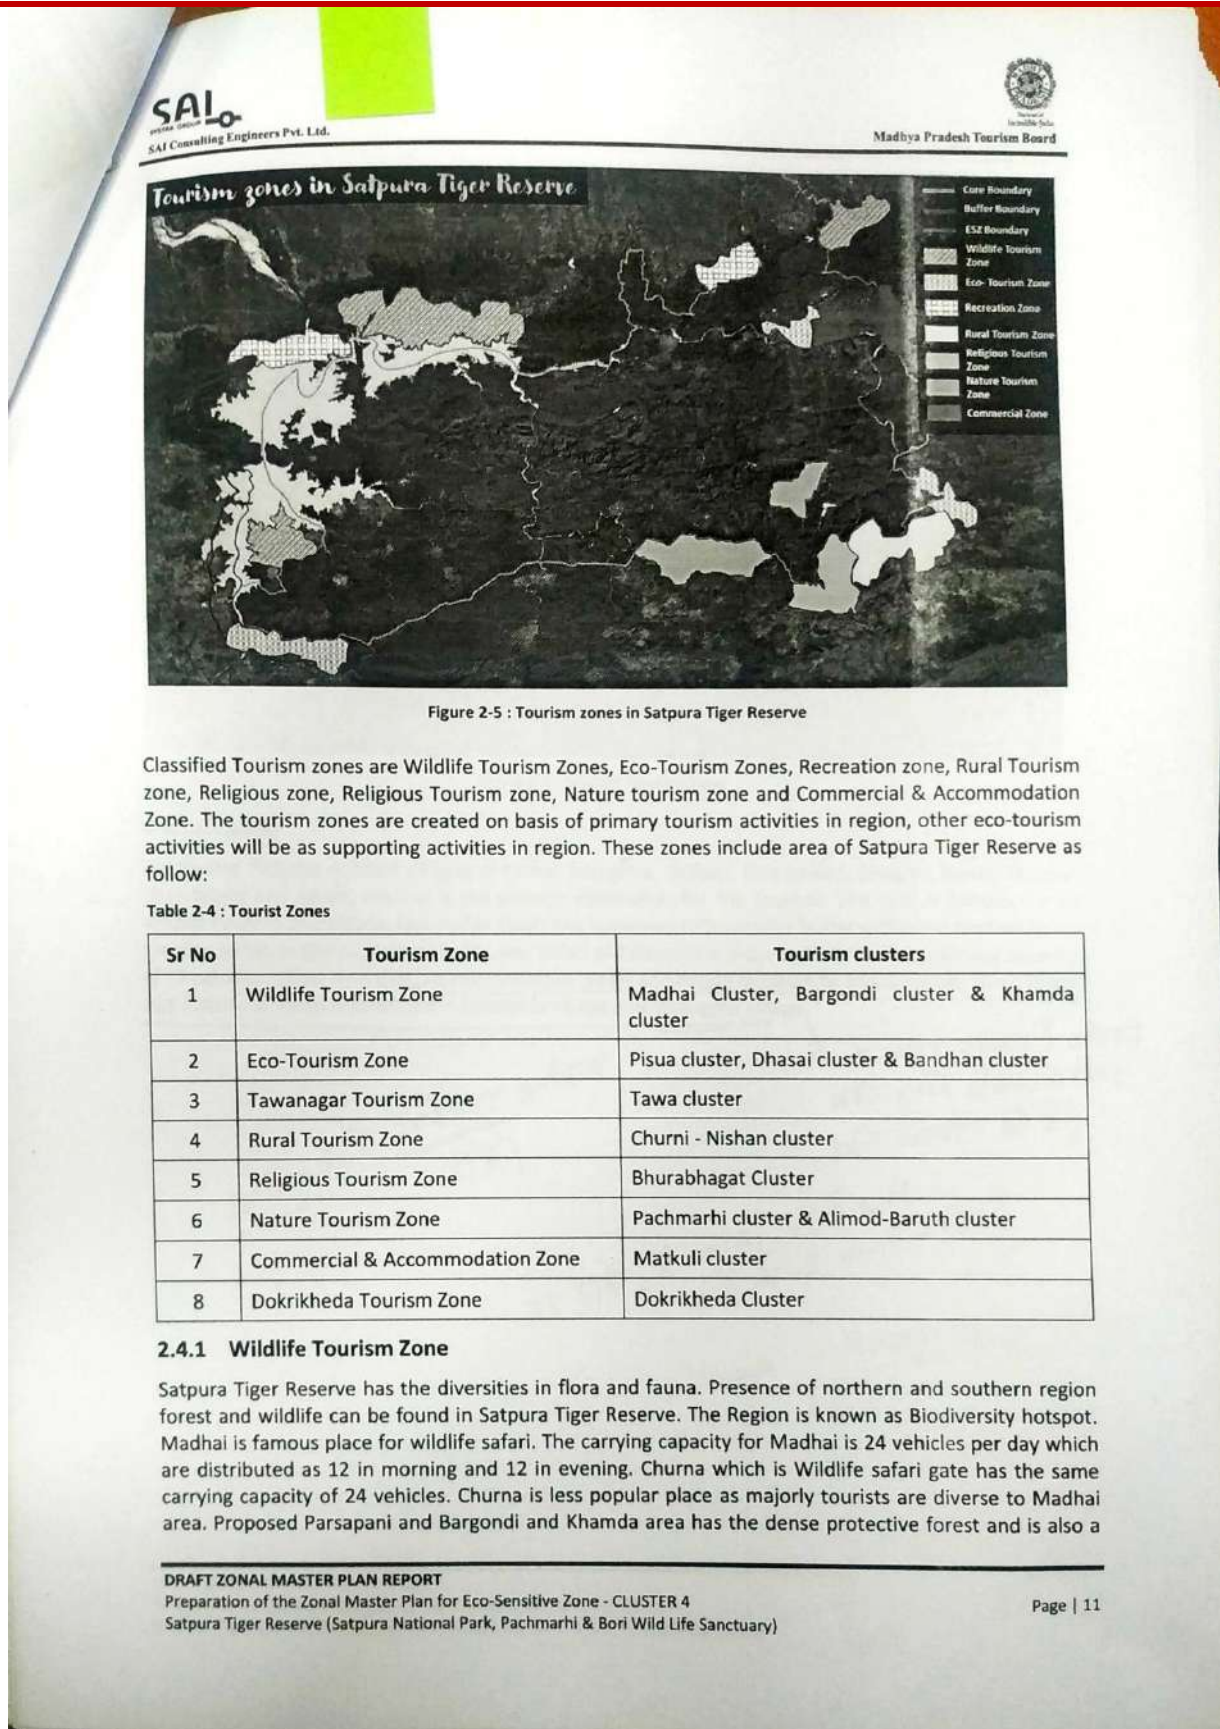 SAI
SYSTRA GROUP
SAI Consulting Engineers Pvt. Ltd.
Madhya Pradesh Tourism Board
Tourism zones in Satpura Tiger Reserve
Core Boundary
Buffer Boundary
ESZ Boundary
Wildlife Tourism
Zone
Eco- Tourism Zone
Recreation Zone
Rural Tourism Zone
Religious Tourism
Zone
Nature Tourism
Zone
Commercial Zone
Figure 2-5 : Tourism zones in Satpura Tiger Reserve
Classified Tourism zones are Wildlife Tourism Zones, Eco-Tourism Zones, Recreation zone, Rural Tourism
zone, Religious zone, Religious Tourism zone, Nature tourism zone and Commercial & Accommodation
Zone. The tourism zones are created on basis of primary tourism activities in region, other eco-tourism
activities will be as supporting activities in region. These zones include area of Satpura Tiger Reserve as
follow:
Table 2-4 : Tourist Zones
Sr No Tourism Zone Tourism clusters
1 Wildlife Tourism Zone Madhai Cluster, Bargondi cluster & Khamda
cluster
2 Eco-Tourism Zone Pisua cluster, Dhasai cluster & Bandhan cluster
3 Tawanagar Tourism Zone Tawa cluster
4 Rural Tourism Zone Churni - Nishan cluster
5 Religious Tourism Zone Bhurabhagat Cluster
6 Nature Tourism Zone Pachmarhi cluster & Alimod-Baruth cluster
7 Commercial & Accommodation Zone Matkuli cluster
8 Dokrikheda Tourism Zone Dokrikheda Cluster
2.4.1 Wildlife Tourism Zone
Satpura Tiger Reserve has the diversities in flora and fauna. Presence of northern and southern region
forest and wildlife can be found in Satpura Tiger Reserve. The Region is known as Biodiversity hotspot.
Madhai is famous place for wildlife safari. The carrying capacity for Madhai is 24 vehicles per day which
are distributed as 12 in morning and 12 in evening. Churna which is Wildlife safari gate has the same
carrying capacity of 24 vehicles. Churna is less popular place as majorly tourists are diverse to Madhai
area. Proposed Parsapani and Bargondi and Khamda area has the dense protective forest and is also a
DRAFT ZONAL MASTER PLAN REPORT
Preparation of the Zonal Master Plan for Eco-Sensitive Zone - CLUSTER 4
Satpura Tiger Reserve (Satpura National Park, Pachmarhi & Bori Wild Life Sanctuary)
Page | 11